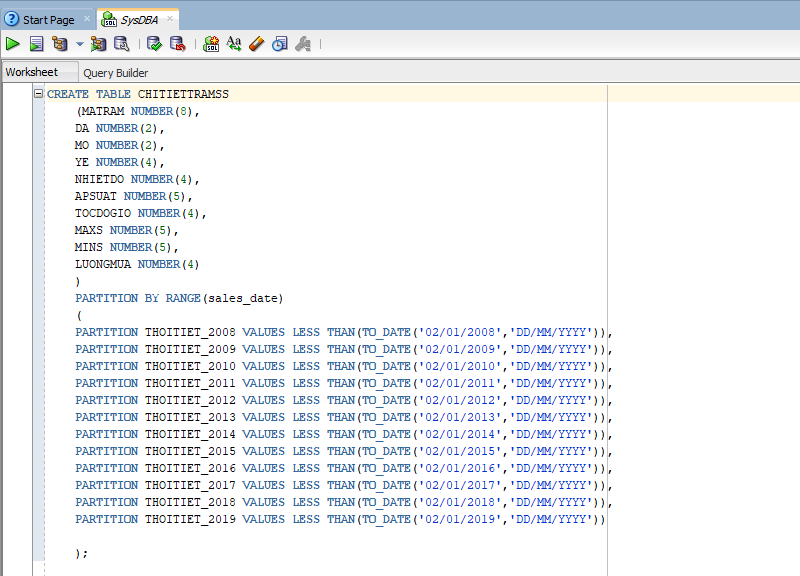 Start Page
SysDBA
Worksheet
Query Builder
CREATE TABLE CHITIETTRAMSS
(MATRAM NUMBER(8),
DA NUMBER(2),
MO NUMBER(2),
YE NUMBER(4),
NHIETDO NUMBER(4),
APSUAT NUMBER(5),
TOCDOGIO NUMBER(4),
MAXS NUMBER(5),
MINS NUMBER(5),
LUONGMUA NUMBER(4)
)
PARTITION BY RANGE(sales_date)
(
PARTITION THOITIET_2008 VALUES LESS THAN(TO_DATE('02/01/2008','DD/MM/YYYY')),
PARTITION THOITIET_2009 VALUES LESS THAN(TO_DATE('02/01/2009','DD/MM/YYYY')),
PARTITION THOITIET_2010 VALUES LESS THAN(TO_DATE('02/01/2010','DD/MM/YYYY')),
PARTITION THOITIET_2011 VALUES LESS THAN(TO_DATE('02/01/2011','DD/MM/YYYY')),
PARTITION THOITIET_2012 VALUES LESS THAN(TO_DATE('02/01/2012','DD/MM/YYYY')),
PARTITION THOITIET_2013 VALUES LESS THAN(TO_DATE('02/01/2013','DD/MM/YYYY')),
PARTITION THOITIET_2014 VALUES LESS THAN(TO_DATE('02/01/2014','DD/MM/YYYY')),
PARTITION THOITIET_2015 VALUES LESS THAN(TO_DATE('02/01/2015','DD/MM/YYYY')),
PARTITION THOITIET_2016 VALUES LESS THAN(TO_DATE('02/01/2016','DD/MM/YYYY')),
PARTITION THOITIET_2017 VALUES LESS THAN(TO_DATE('02/01/2017','DD/MM/YYYY')),
PARTITION THOITIET_2018 VALUES LESS THAN(TO_DATE('02/01/2018','DD/MM/YYYY')),
PARTITION THOITIET_2019 VALUES LESS THAN(TO_DATE('02/01/2019','DD/MM/YYYY'))
);